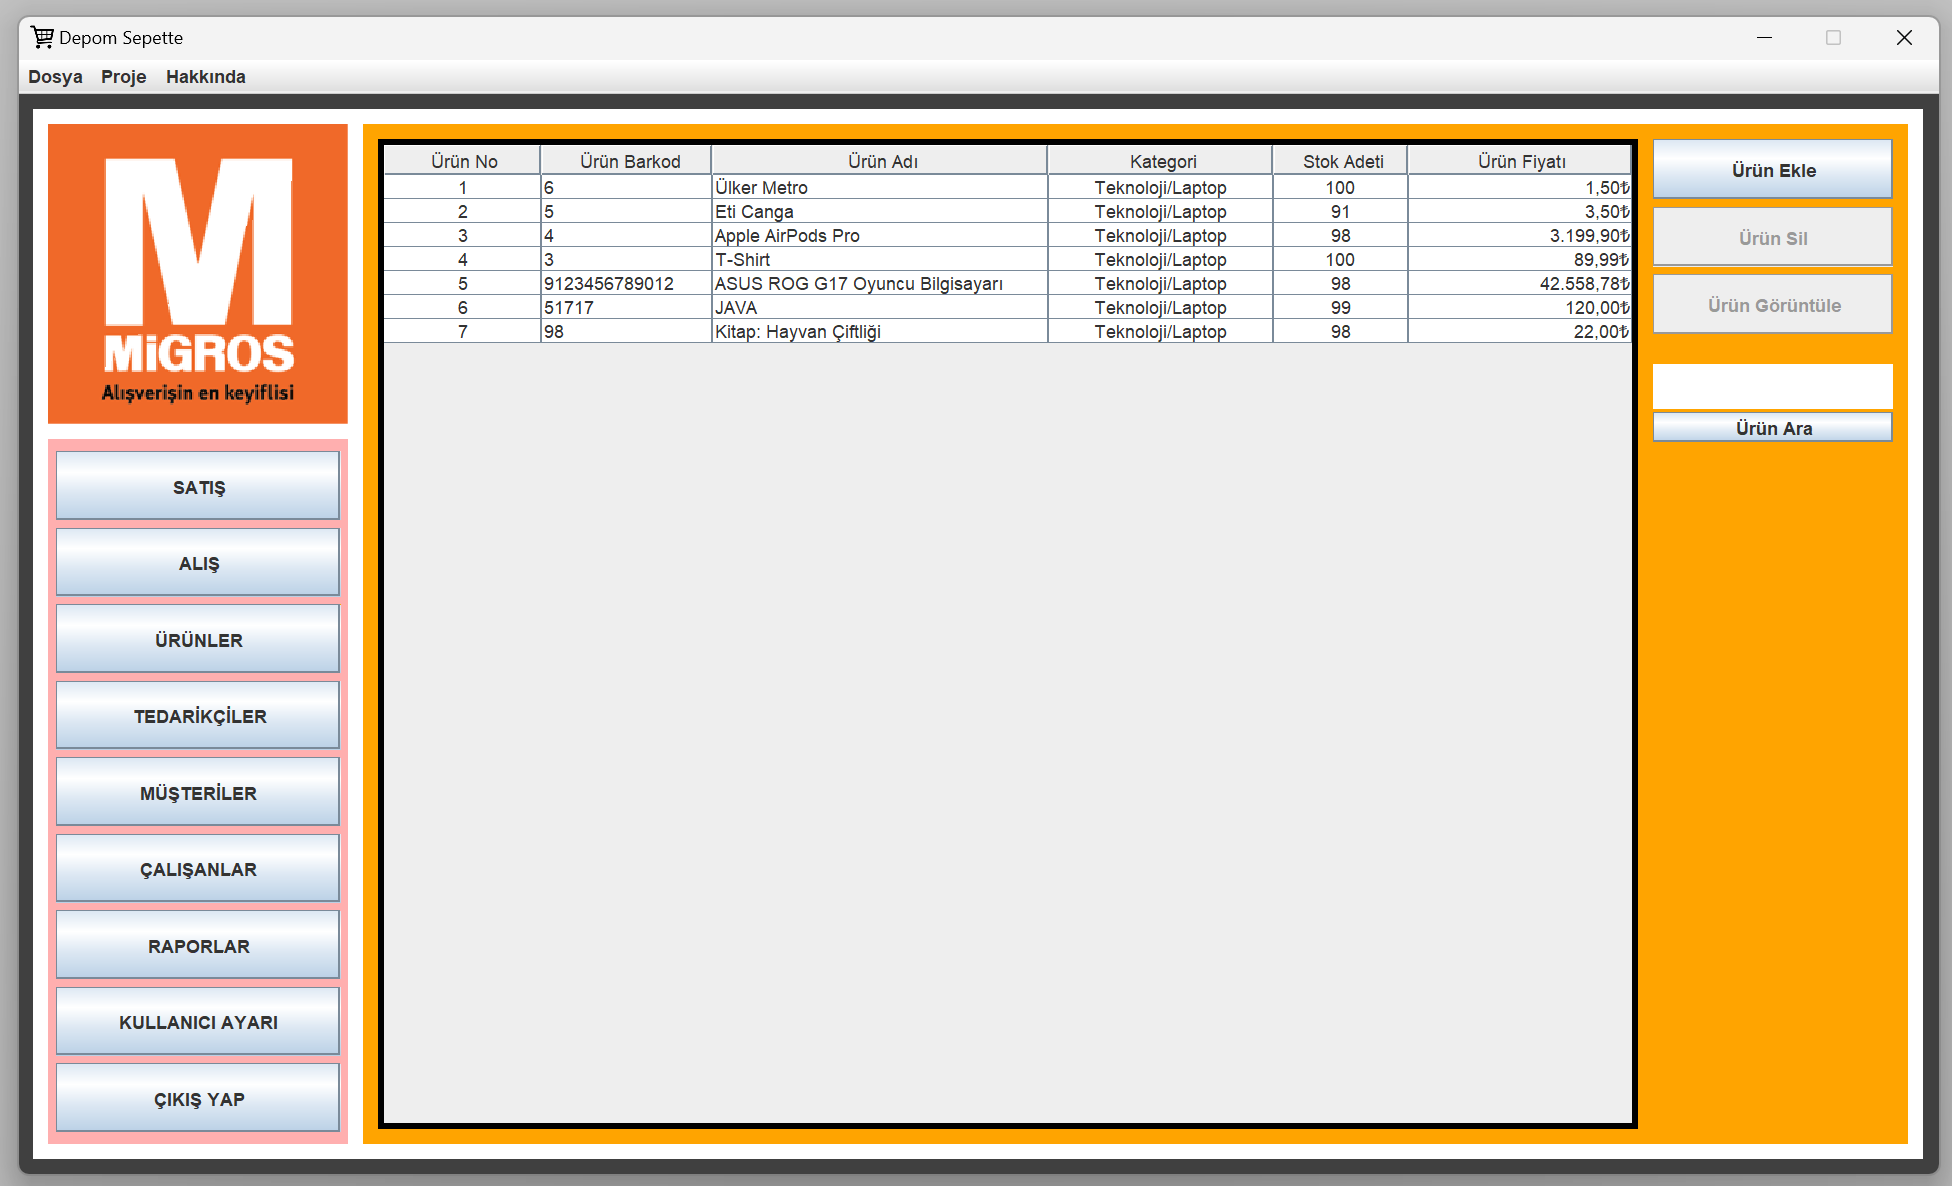 Depom Sepette
Dosya Proje Hakkında
M
MiGROS
Alışverişin en keyiflisi
SATIŞ
ALIŞ
ÜRÜNLER
TEDARİKÇİLER
MÜŞTERİLER
ÇALIŞANLAR
RAPORLAR
KULLANICI AYARI
ÇIKIŞ YAP
Ürün No Ürün Barkod Ürün Adı Kategori Stok Adeti Ürün Fiyatı
1 6 Ülker Metro Teknoloji/Laptop 100 1,50₺
2 5 Eti Canga Teknoloji/Laptop 91 3,50₺
3 4 Apple AirPods Pro Teknoloji/Laptop 98 3.199,90₺
4 3 T-Shirt Teknoloji/Laptop 100 89,99₺
5 9123456789012 ASUS ROG G17 Oyuncu Bilgisayarı Teknoloji/Laptop 98 42.558,78₺
6 51717 JAVA Teknoloji/Laptop 99 120,00₺
7 98 Kitap: Hayvan Çiftliği Teknoloji/Laptop 98 22,00₺
Ürün Ekle
Ürün Sil
Ürün Görüntüle
Ürün Ara